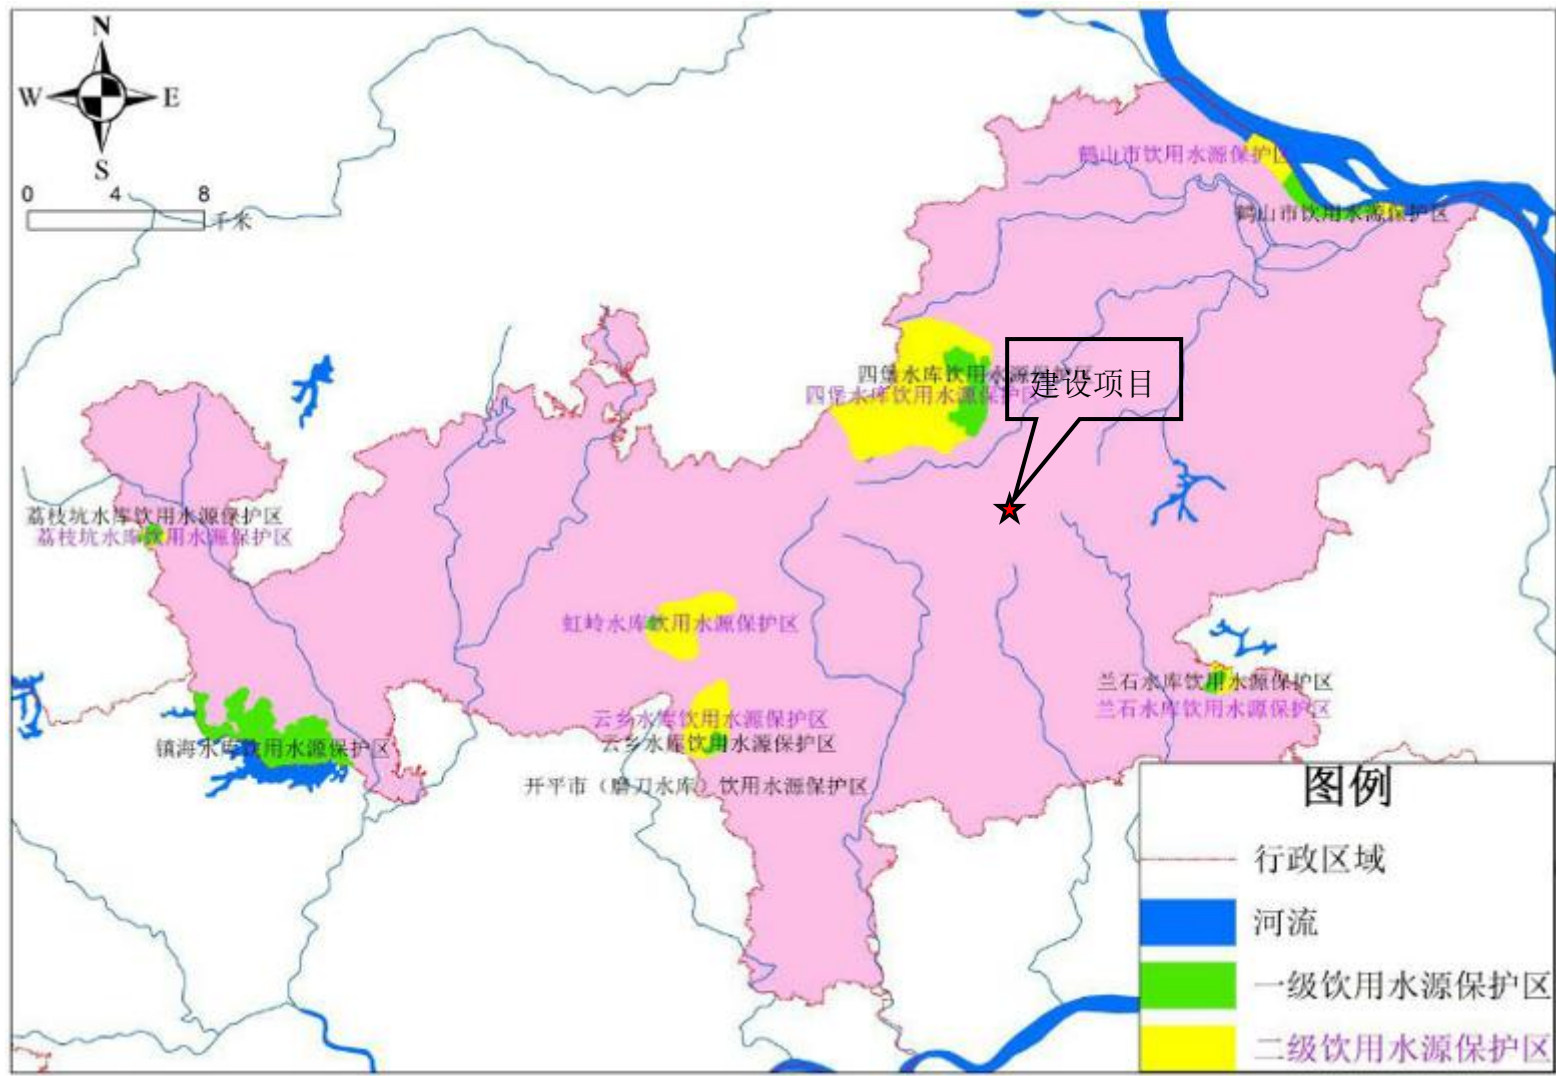 N
W
E
S
0 4 8
千米
鹤山市饮用水源保护区
鹤山市饮用水源保护区
四堡水库饮用水源保护区
四堡水库饮用水源保护区
建设项目
荔枝坑水库饮用水源保护区
荔枝坑水库饮用水源保护区
虹岭水库饮用水源保护区
兰石水库饮用水源保护区
兰石水库饮用水源保护区
云乡水库饮用水源保护区
云乡水库饮用水源保护区
镇海水库饮用水源保护区
开平市（磨刀水库）饮用水源保护区
图例
行政区域
河流
一级饮用水源保护区
二级饮用水源保护区